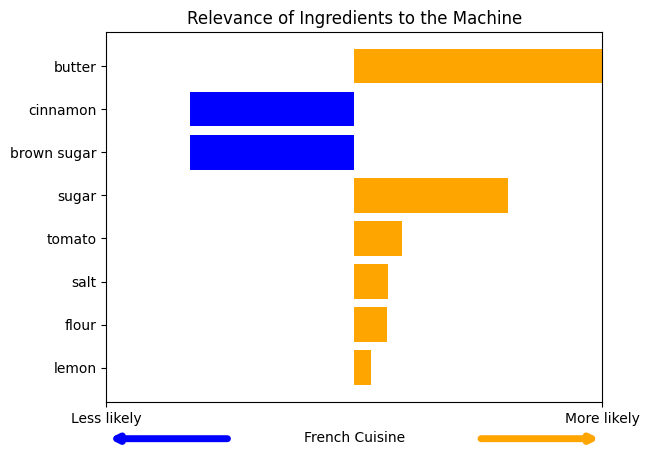 Relevance of Ingredients to the Machine
butter
cinnamon
brown sugar
sugar
tomato
salt
flour
lemon
Less likely
More likely
French Cuisine